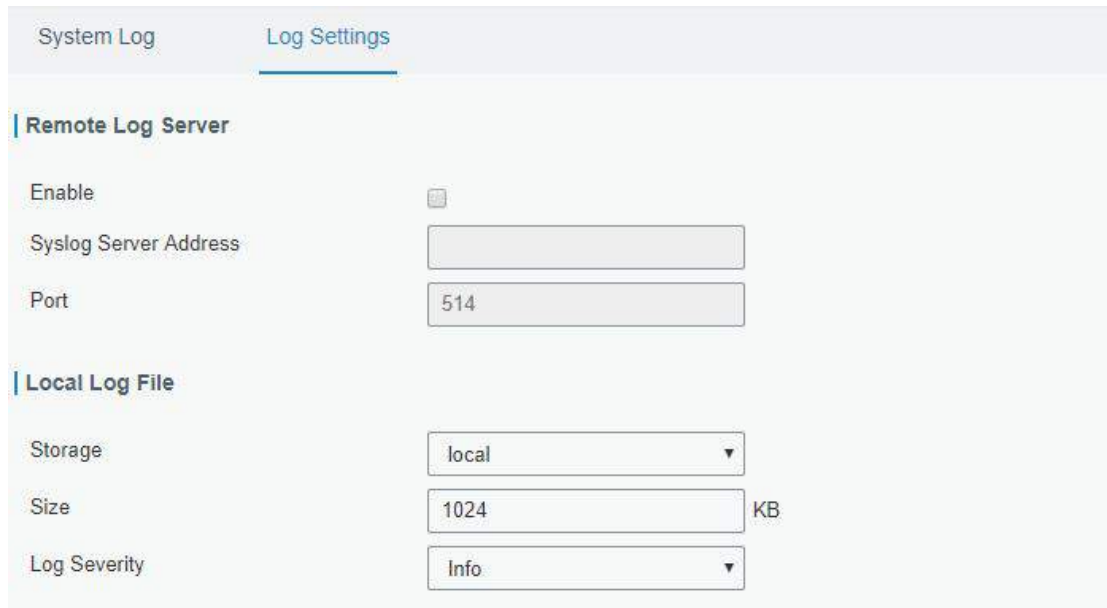 System Log Log Settings
Remote Log Server
Enable
Syslog Server Address
Port 514
Local Log File
Storage local
Size 1024 KB
Log Severity Info